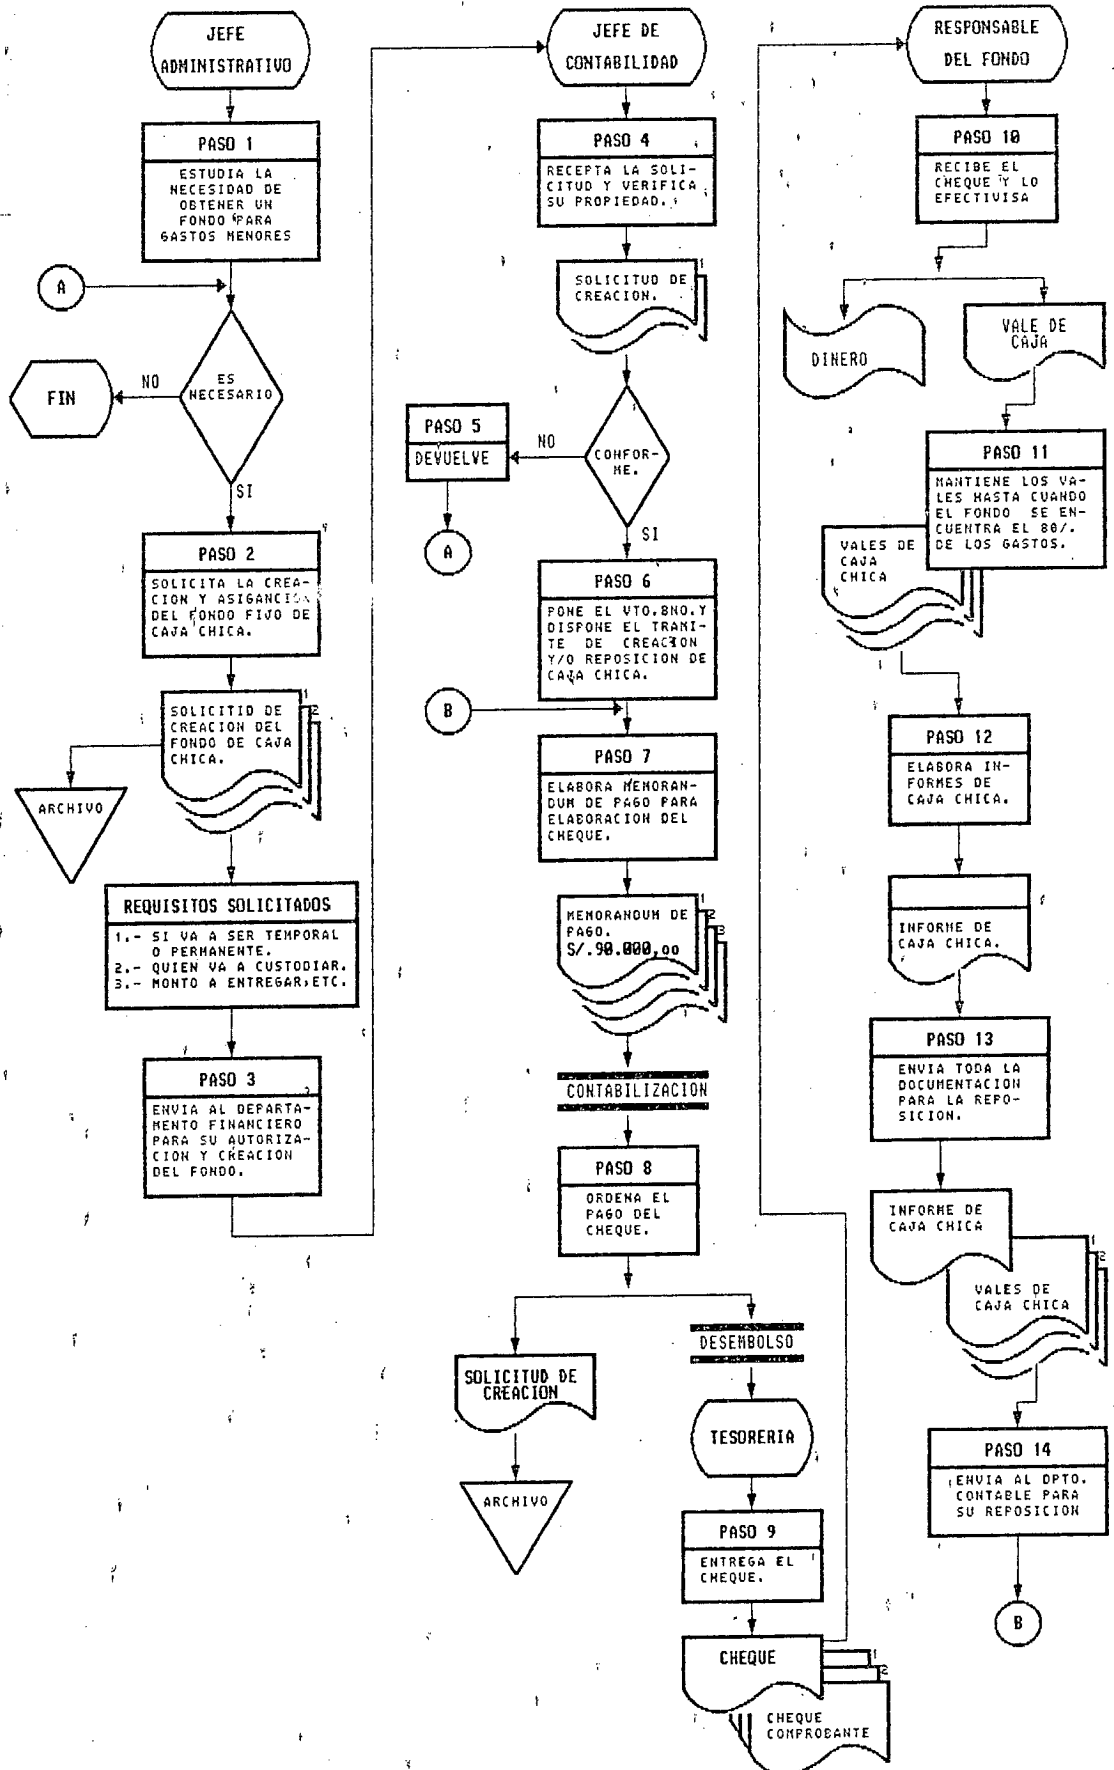 JEFE
ADMINISTRATIVO
PASO 1
ESTUDIA LA
NECESIDAD DE
OBTENER UN
FONDO PARA
GASTOS MENORES
A
ES
NECESARIO
NO
FIN
SI
PASO 2
SOLICITA LA CREA-
CION Y ASIGANCION
DEL FONDO FIJO DE
CAJA CHICA.
1
2
SOLICITID DE
CREACION DEL
FONDO DE CAJA
CHICA.
ARCHIVO
REQUISITOS SOLICITADOS
1.- SI VA A SER TEMPORAL
O PERMANENTE.
2.- QUIEN VA A CUSTODIAR.
3.- MONTO A ENTREGAR, ETC.
PASO 3
ENVIA AL DEPARTA-
MENTO FINANCIERO
PARA SU AUTORIZA-
CION Y CREACION
DEL FONDO.
JEFE DE
CONTABILIDAD
PASO 4
RECEPTA LA SOLI-
CITUD Y VERIFICA
SU PROPIEDAD.
1
SOLICITUD DE
CREACION.
CONFOR-
ME.
NO
PASO 5
DEVUELVE
A
SI
PASO 6
PONE EL VTO.BNO.Y
DISPONE EL TRAMI-
TE DE CREACION
Y/O REPOSICION DE
CAJA CHICA.
B
PASO 7
ELABORA MEMORAN-
DUM DE PAGO PARA
ELABORACION DEL
CHEQUE.
1
2
3
MEMORANDUM DE
PAGO.
S/.90.000,oo
CONTABILIZACION
PASO 8
ORDENA EL
PAGO DEL
CHEQUE.
SOLICITUD DE
CREACION
ARCHIVO
DESEMBOLSO
TESORERIA
PASO 9
ENTREGA EL
CHEQUE.
CHEQUE
1
2
CHEQUE
COMPROBANTE
RESPONSABLE
DEL FONDO
PASO 10
RECIBE EL
CHEQUE Y LO
EFECTIVISA
DINERO
VALE DE
CAJA
PASO 11
MANTIENE LOS VA-
LES HASTA CUANDO
EL FONDO SE EN-
CUENTRA EL 80/.
DE LOS GASTOS.
VALES DE
CAJA
CHICA
PASO 12
ELABORA IN-
FORMES DE
CAJA CHICA.
INFORME DE
CAJA CHICA.
PASO 13
ENVIA TODA LA
DOCUMENTACION
PARA LA REPO-
SICION.
INFORME DE
CAJA CHICA
1
2
VALES DE
CAJA CHICA
PASO 14
ENVIA AL DPTO.
CONTABLE PARA
SU REPOSICION
B